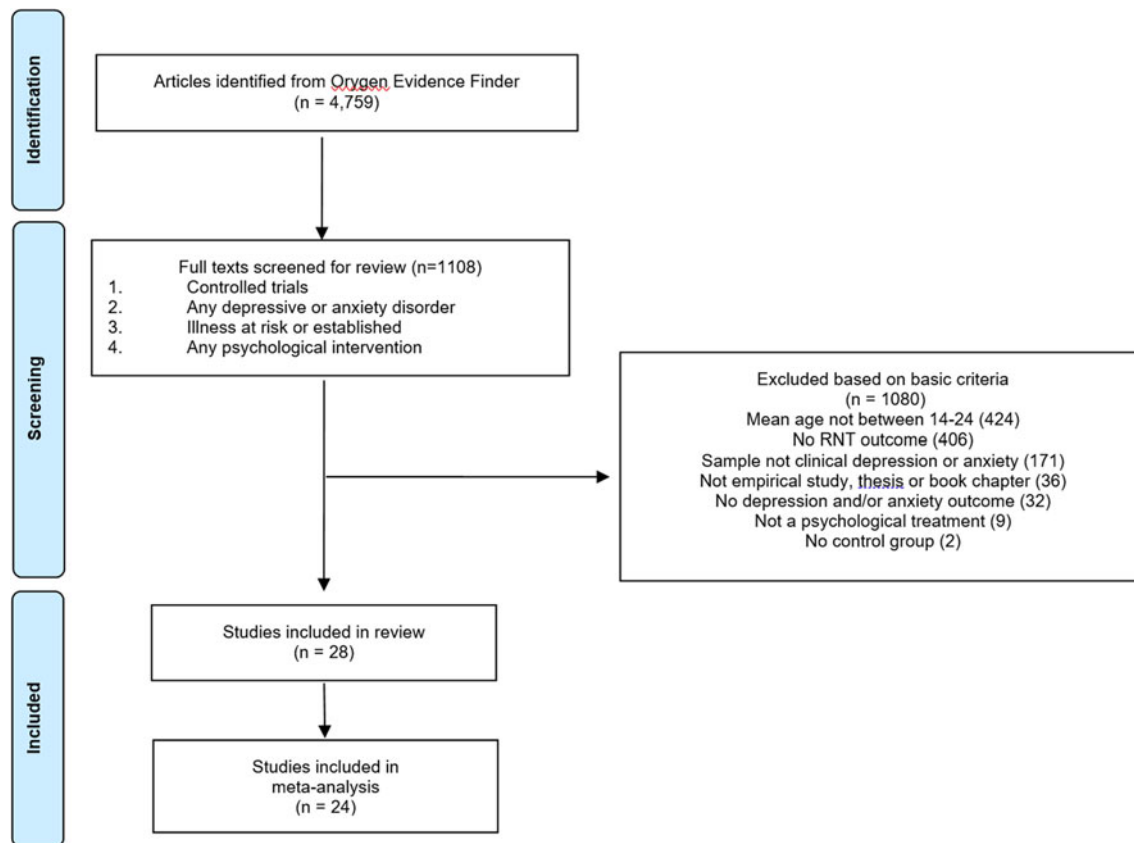 Identification
Articles identified from Orygen Evidence Finder
(n = 4,759)
Screening
Full texts screened for review (n=1108)
1. Controlled trials
2. Any depressive or anxiety disorder
3. Illness at risk or established
4. Any psychological intervention
Excluded based on basic criteria
(n = 1080)
Mean age not between 14-24 (424)
No RNT outcome (406)
Sample not clinical depression or anxiety (171)
Not empirical study, thesis or book chapter (36)
No depression and/or anxiety outcome (32)
Not a psychological treatment (9)
No control group (2)
Included
Studies included in review
(n = 28)
Studies included in
meta-analysis
(n = 24)